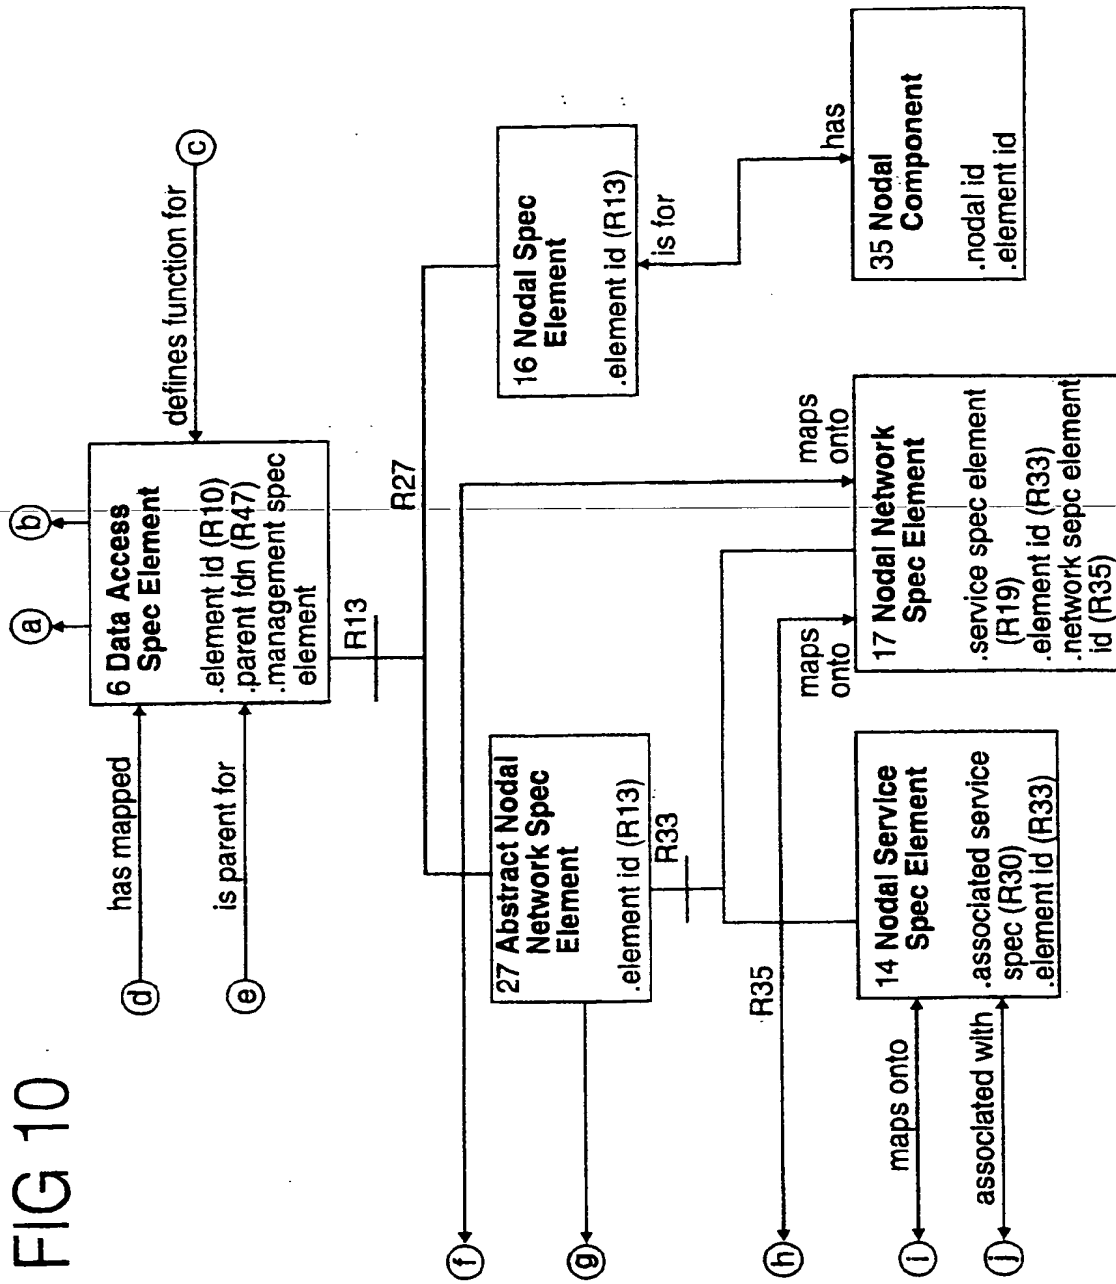 FIG 10
a
b
c
defines function for
d
has mapped
e
is parent for
6 Data Access
Spec Element
.element id (R10)
.parent fdn (R47)
.management spec
element
R13
R27
16 Nodal Spec
Element
.element id (R13)
is for
has
35 Nodal
Component
.nodal id
.element id
27 Abstract Nodal
Network Spec
Element
.element id (R13)
R33
f
maps
onto
g
R35
h
maps
onto
17 Nodal Network
Spec Element
.service spec element
(R19)
.element id (R33)
.network sepc element
id (R35)
14 Nodal Service
Spec Element
.associated service
spec (R30)
.element id (R33)
i
maps onto
j
associated with